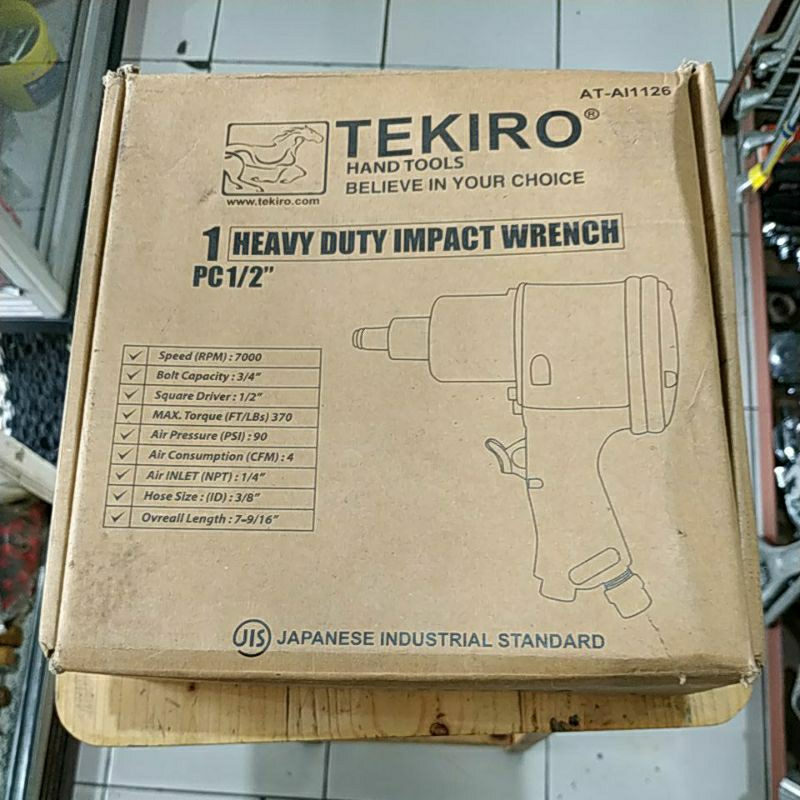 AT-AI1126
TEKIRO®
HAND TOOLS
BELIEVE IN YOUR CHOICE
www.tekiro.com
1 HEAVY DUTY IMPACT WRENCH
PC 1/2"
Speed (RPM) : 7000
Bolt Capacity : 3/4"
Square Driver : 1/2"
MAX. Torque (FT/LBs) 370
Air Pressure (PSI) : 90
Air Consumption (CFM) : 4
Air INLET (NPT) : 1/4"
Hose Size : (ID) : 3/8"
Ovreall Length : 7-9/16"
JIS JAPANESE INDUSTRIAL STANDARD